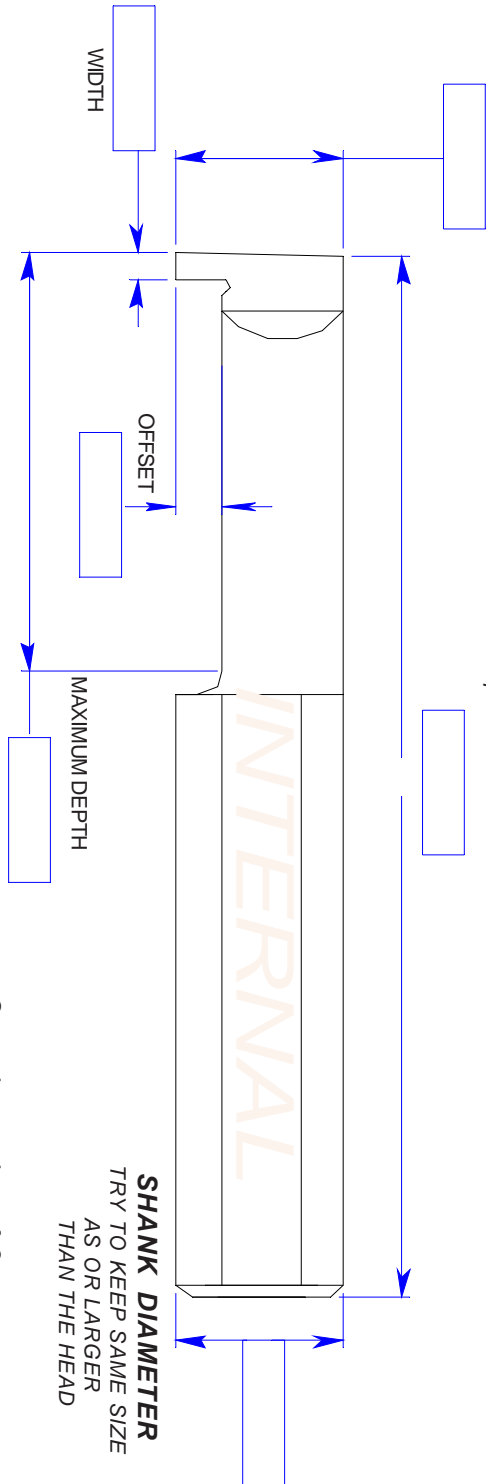 WIDTH
OFFSET
MAXIMUM DEPTH
INTERNAL
SHANK DIAMETER
TRY TO KEEP SAME SIZE
AS OR LARGER
THAN THE HEAD